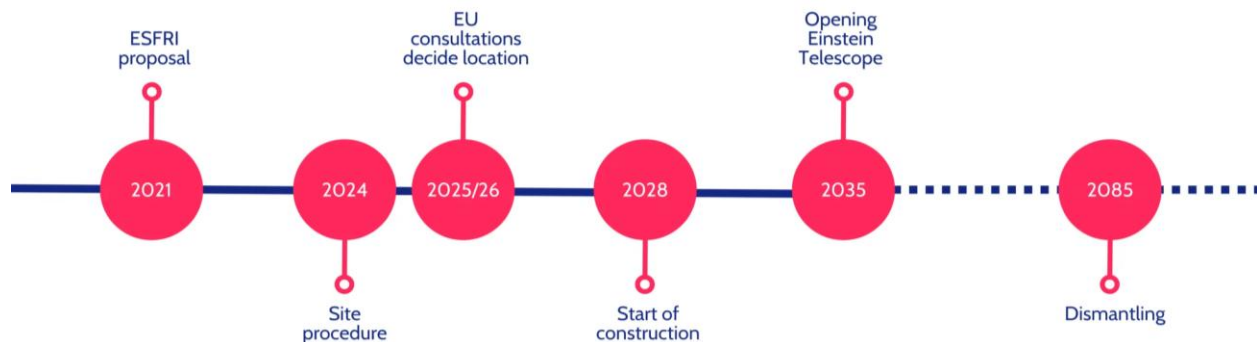 ESFRI
proposal
2021
2024
Site
procedure
EU
consultations
decide location
2025/26
2028
Start of
construction
Opening
Einstein
Telescope
2035
2085
Dismantling